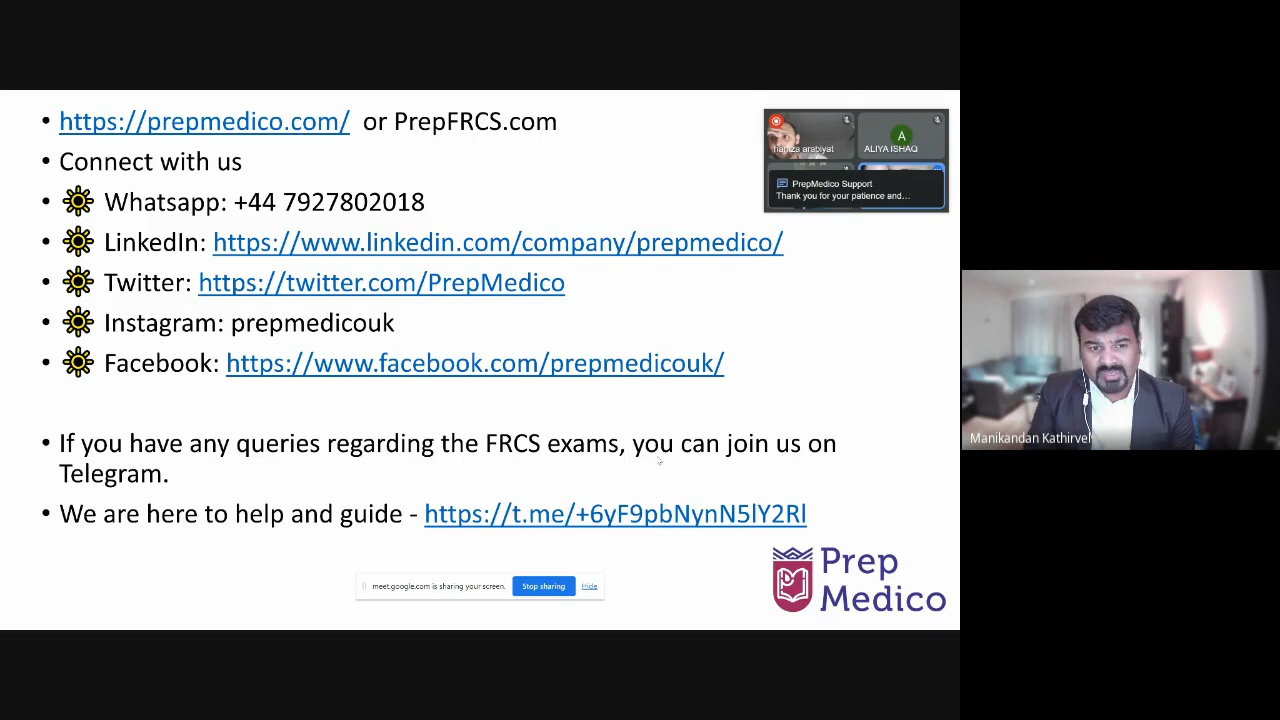 • https://prepmedico.com/ or PrepFRCS.com
• Connect with us
• Whatsapp: +44 7927802018
• LinkedIn: https://www.linkedin.com/company/prepmedico/
• Twitter: https://twitter.com/PrepMedico
• Instagram: prepmedicouk
• Facebook: https://www.facebook.com/prepmedicouk/
• If you have any queries regarding the FRCS exams, you can join us on
Telegram.
• We are here to help and guide - https://t.me/+6yF9pbNynN5lY2Rl
hamza arabiyat
A
ALIYA ISHAQ
PrepMedico Support
Thank you for your patience and...
Manikandan Kathirvel
meet.google.com is sharing your screen.
Stop sharing
Hide
Prep
Medico